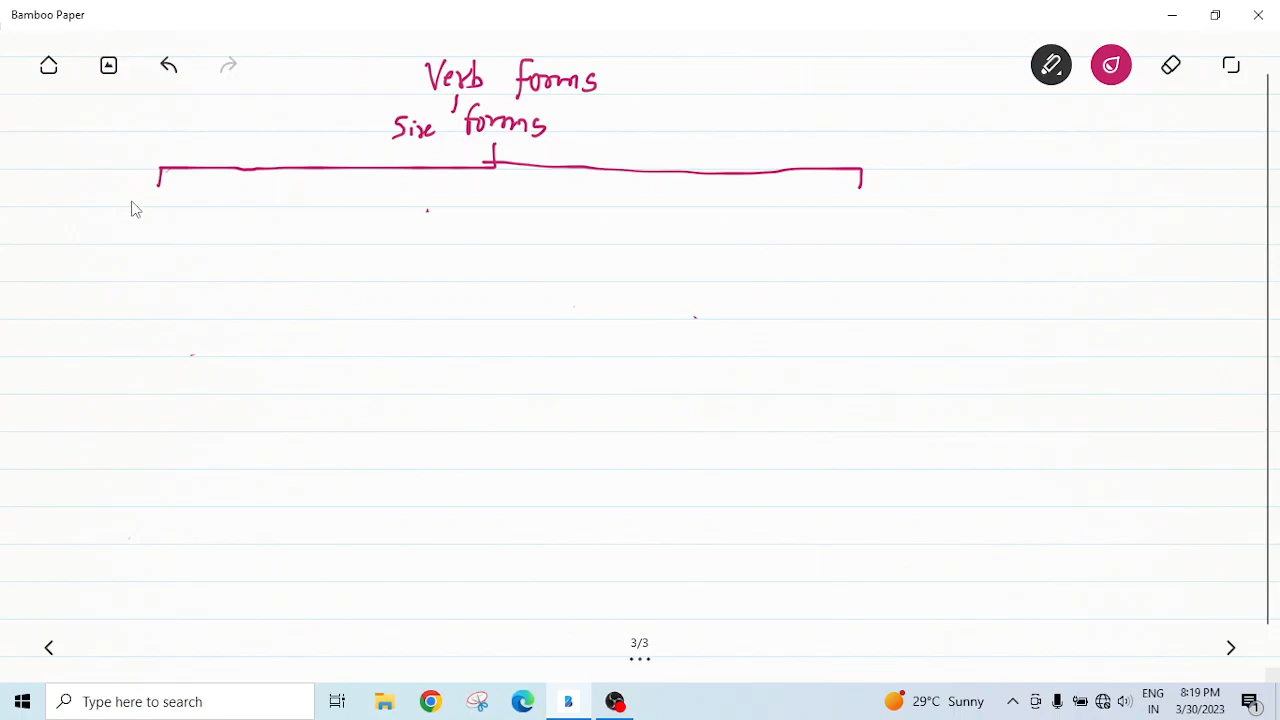 Bamboo Paper
Verb forms
Six forms
3/3
Type here to search
29°C Sunny
ENG
IN
8:19 PM
3/30/2023
1